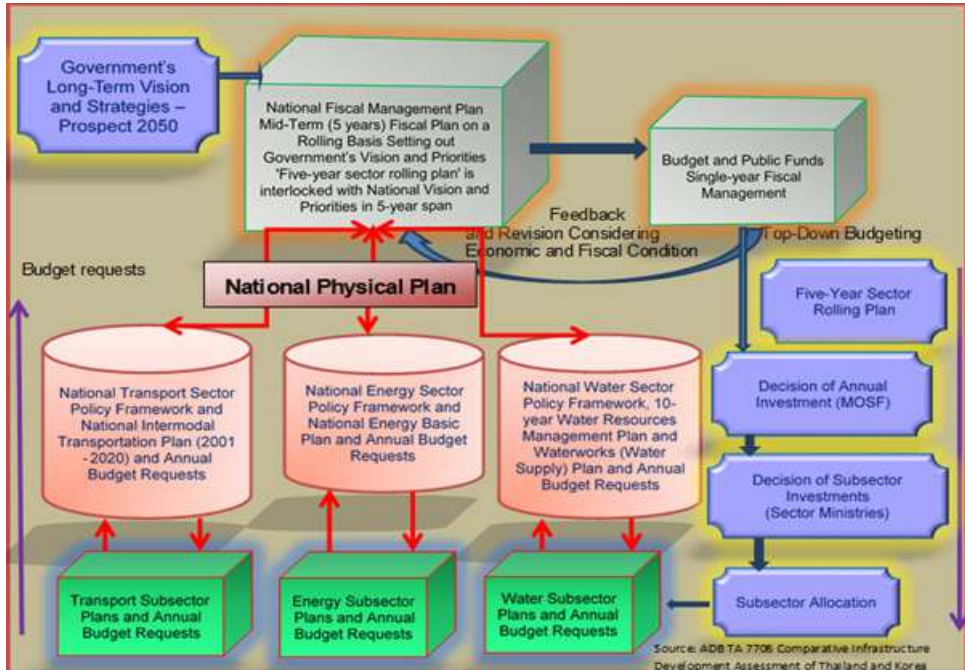 Government's
Long-Term Vision
and Strategies –
Prospect 2050
National Fiscal Management Plan
Mid-Term (5 years) Fiscal Plan on a
Rolling Basis Setting out
Government's Vision and Priorities
'Five-year sector rolling plan' is
interlocked with National Vision and
Priorities in 5-year span
Budget and Public Funds
Single-year Fiscal
Management
Feedback
and Revision Considering
Economic and Fiscal Condition
Top-Down Budgeting
Budget requests
National Physical Plan
Five-Year Sector
Rolling Plan
National Transport Sector
Policy Framework and
National Intermodal
Transportation Plan (2001
-2020) and Annual
Budget Requests
National Energy Sector
Policy Framework and
National Energy Basic
Plan and Annual Budget
Requests
National Water Sector
Policy Framework, 10-
year Water Resources
Management Plan and
Waterworks (Water
Supply) Plan and Annual
Budget Requests
Decision of Annual
Investment (MOSF)
Decision of Subsector
Investments
(Sector Ministries)
Transport Subsector
Plans and Annual
Budget Requests
Energy Subsector
Plans and Annual
Budget Requests
Water Subsector
Plans and Annual
Budget Requests
Subsector Allocation
Source: ADB TA 7706 Comparative Infrastructure
Development Assessment of Thailand and Korea